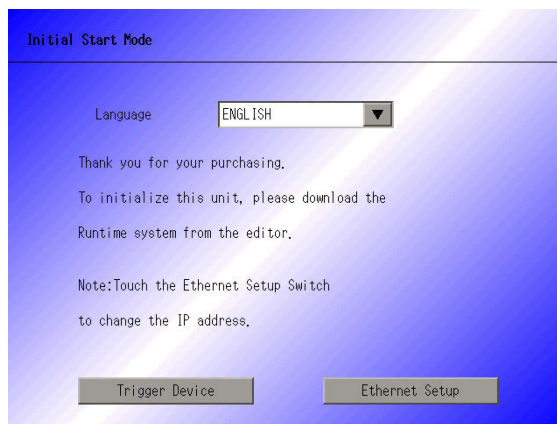 Initial Start Mode
Language ENGLISH
Thank you for your purchasing.
To initialize this unit, please download the
Runtime system from the editor.
Note:Touch the Ethernet Setup Switch
to change the IP address.
Trigger Device Ethernet Setup